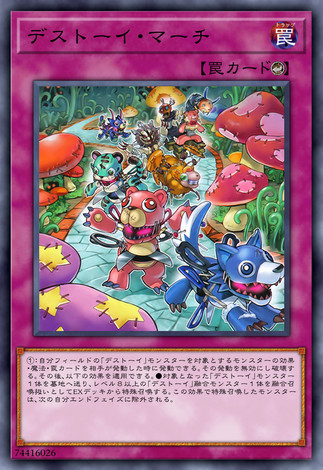 デストーイ・マーチ
トラップ
罠
【罠カード】
①:自分フィールドの「デストーイ」モンスターを対象とするモンスターの効果
・魔法・罠カードを相手が発動した時に発動できる。その発動を無効にし破壊す
る。その後、以下の効果を適用できる。●対象となった「デストーイ」モンスター
1体を墓地へ送り、レベル8以上の「デストーイ」融合モンスター1体を融合召
喚扱いとしてEXデッキから特殊召喚する。この効果で特殊召喚したモンスター
は、次の自分エンドフェイズに除外される。
74416026